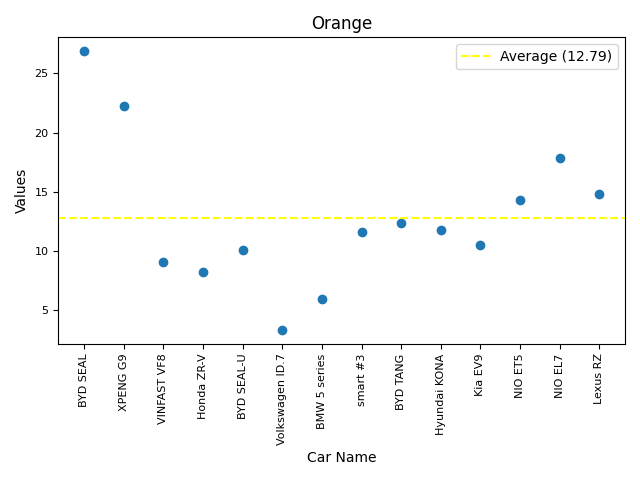 Orange
Average (12.79)
Values
25
20
15
10
5
BYD SEAL
XPENG G9
VINFAST VF8
Honda ZR-V
BYD SEAL-U
Volkswagen ID.7
BMW 5 series
smart #3
BYD TANG
Hyundai KONA
Kia EV9
NIO ET5
NIO EL7
Lexus RZ
Car Name